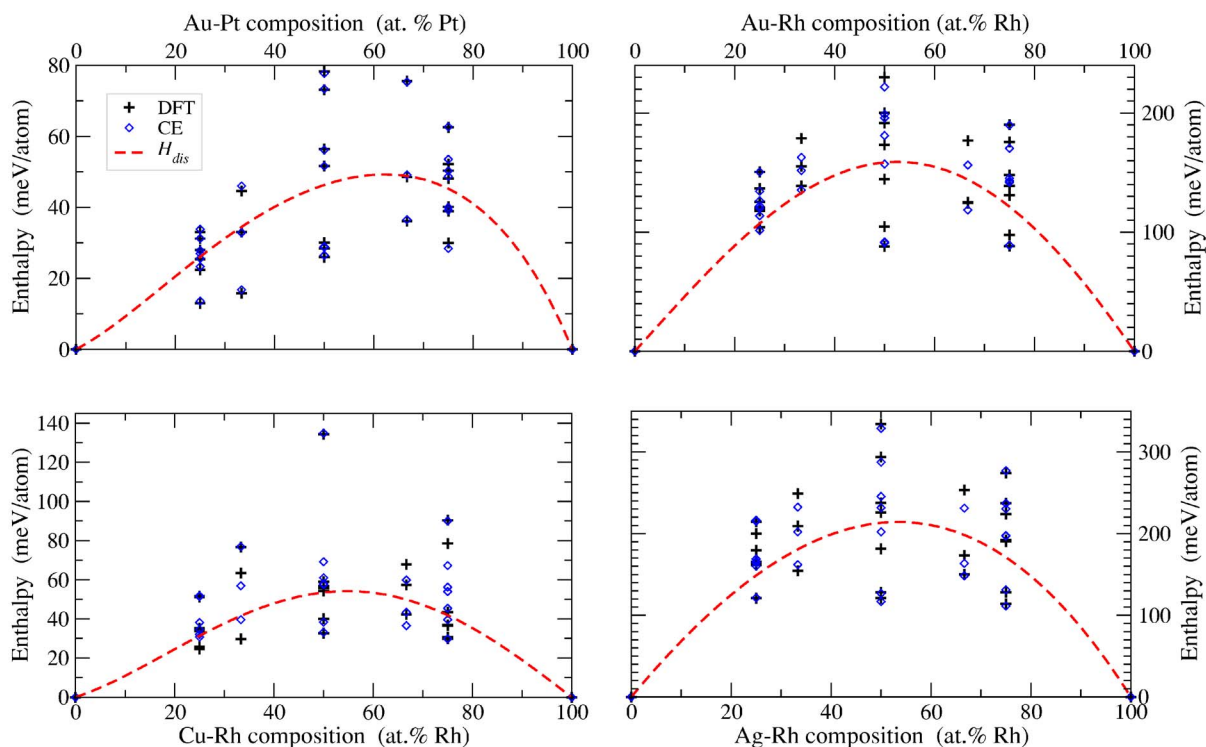 Au-Pt composition (at. % Pt)
0 20 40 60 80 100
80
60
40
20
0
Enthalpy (meV/atom)
DFT
CE
H_dis
Au-Rh composition (at.% Rh)
0 20 40 60 80 100
200
100
0
Enthalpy (meV/atom)
140
120
100
80
60
40
20
0
Enthalpy (meV/atom)
0 20 40 60 80 100
Cu-Rh composition (at.% Rh)
300
200
100
0
Enthalpy (meV/atom)
0 20 40 60 80 100
Ag-Rh composition (at.% Rh)